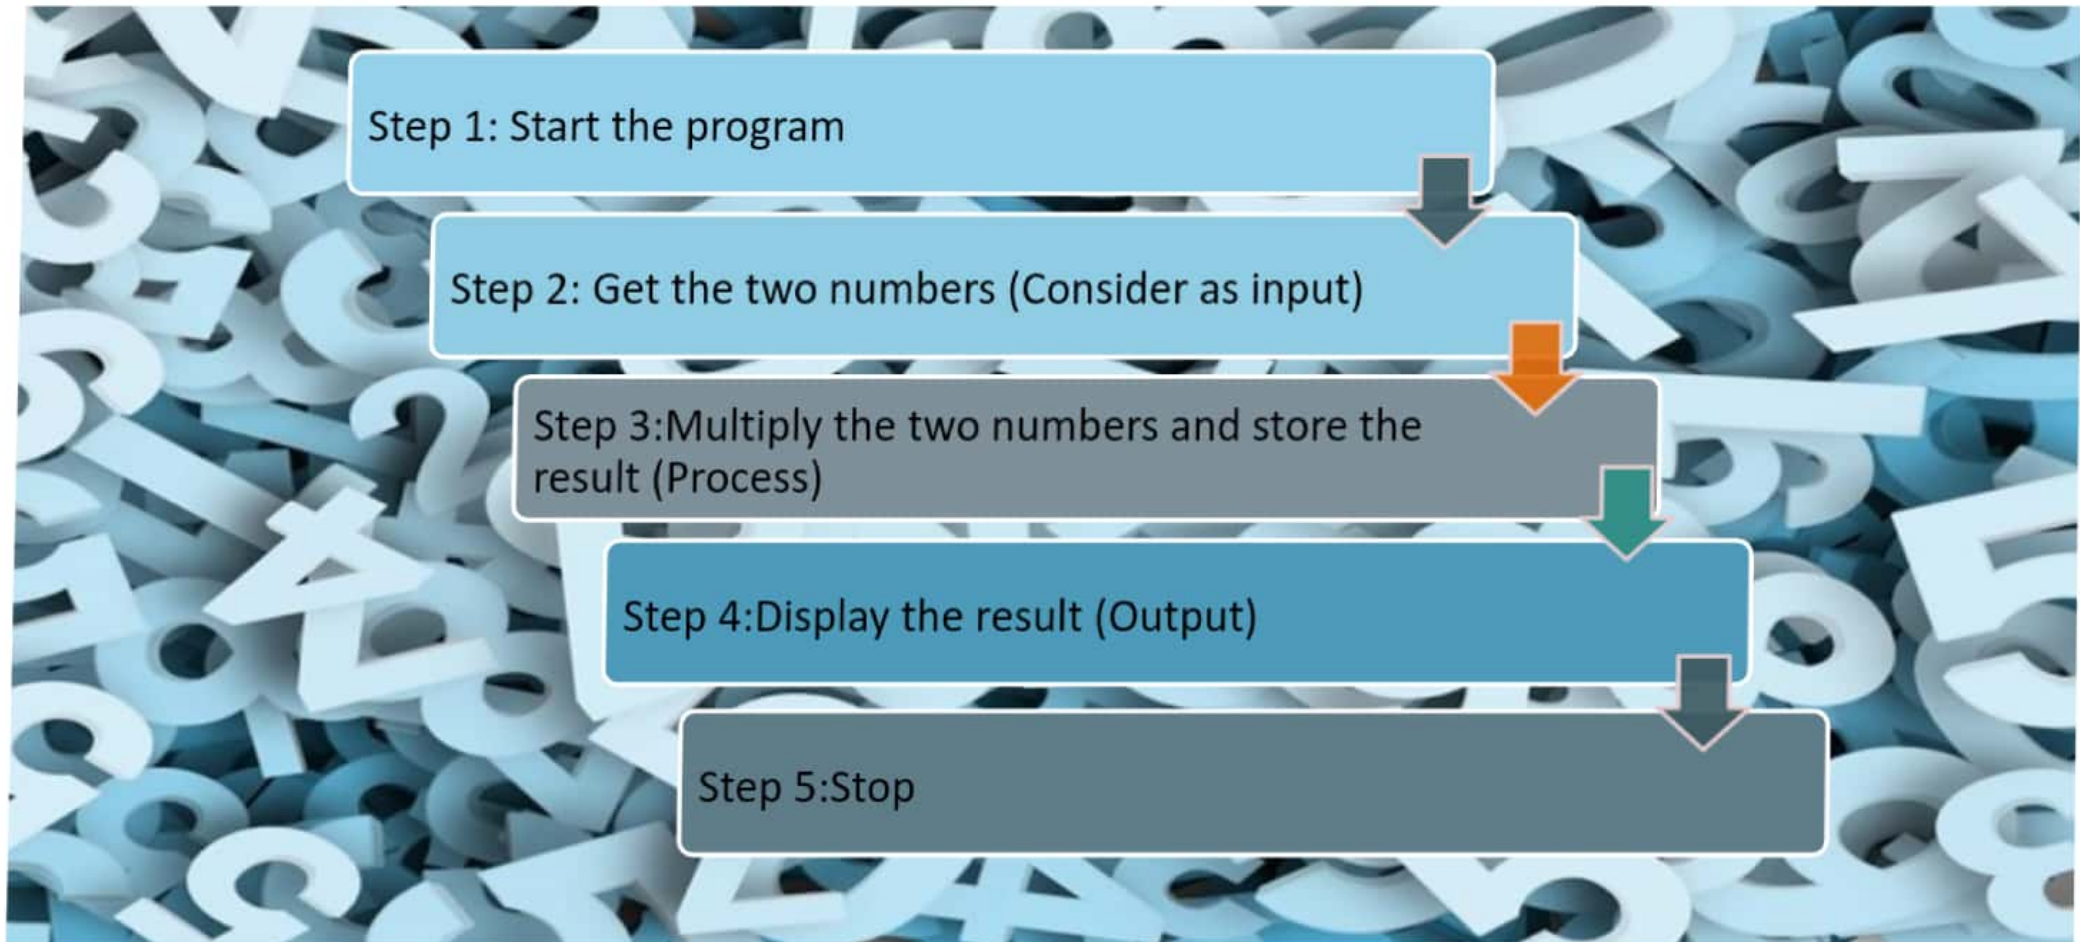 Step 1: Start the program
Step 2: Get the two numbers (Consider as input)
Step 3:Multiply the two numbers and store the
result (Process)
Step 4:Display the result (Output)
Step 5:Stop